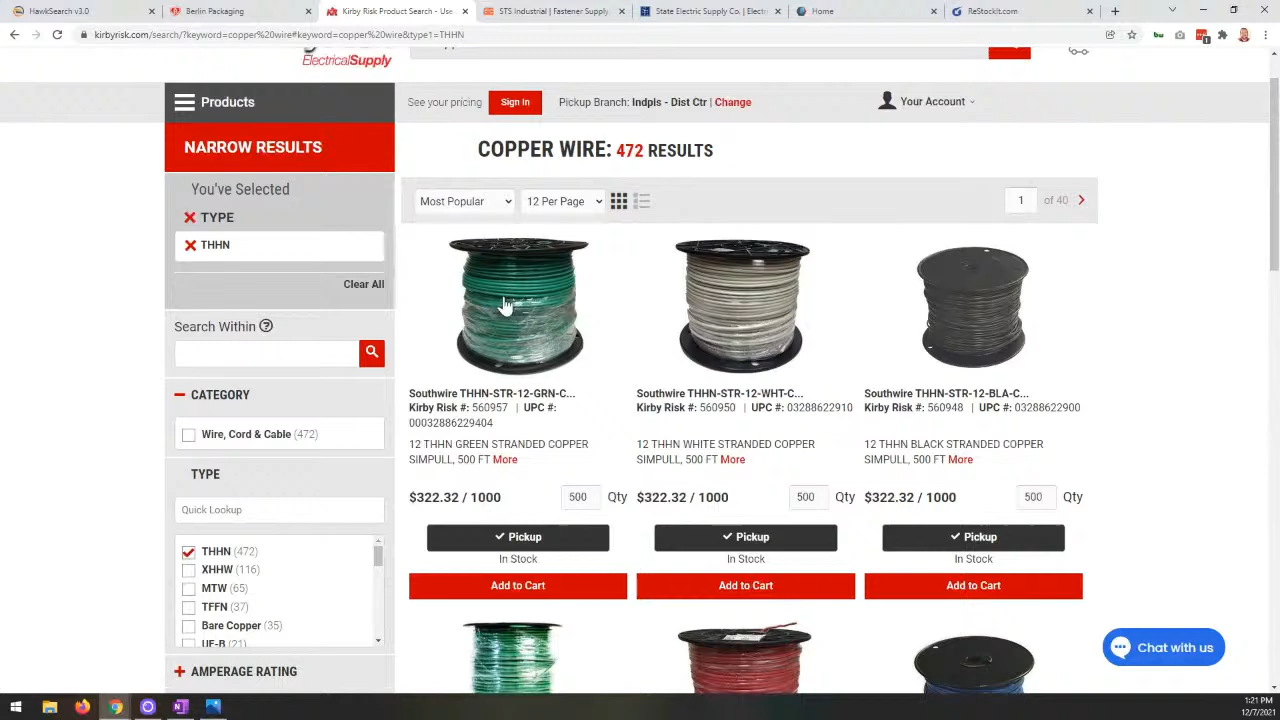 HawkSearch v3.0
Berlin Packaging
Kirby Risk Product Search - Use
STS Industrial | Fastener Supply
State Electric Supply Co. | Electri
Home
ReStockIt.com
kirbyrisk.com/search/?keyword=copper%20wire#keyword=copper%20wire&type1=THHN
ElectricalSupply
Products
See your pricing
Sign In
Pickup Branch: Indpls - Dist Ctr | Change
Your Account
NARROW RESULTS
COPPER WIRE: 472 RESULTS
You've Selected
TYPE
THHN
Clear All
Most Popular
12 Per Page
1
of 40
Search Within
CATEGORY
Wire, Cord & Cable (472)
TYPE
Quick Lookup
THHN (472)
XHHW (116)
MTW (65)
TFFN (37)
Bare Copper (35)
UF-B (21)
AMPERAGE RATING
Southwire THHN-STR-12-GRN-C...
Kirby Risk #: 560957 | UPC #:
00032886229404
12 THHN GREEN STRANDED COPPER
SIMPULL, 500 FT More
$322.32 / 1000
500
Qty
Pickup
In Stock
Add to Cart
Southwire THHN-STR-12-WHT-C...
Kirby Risk #: 560950 | UPC #: 03288622910
12 THHN WHITE STRANDED COPPER
SIMPULL, 500 FT More
$322.32 / 1000
500
Qty
Pickup
In Stock
Add to Cart
Southwire THHN-STR-12-BLA-C...
Kirby Risk #: 560948 | UPC #: 03288622900
12 THHN BLACK STRANDED COPPER
SIMPULL, 500 FT More
$322.32 / 1000
500
Qty
Pickup
In Stock
Add to Cart
Chat with us
1:21 PM
12/7/2021